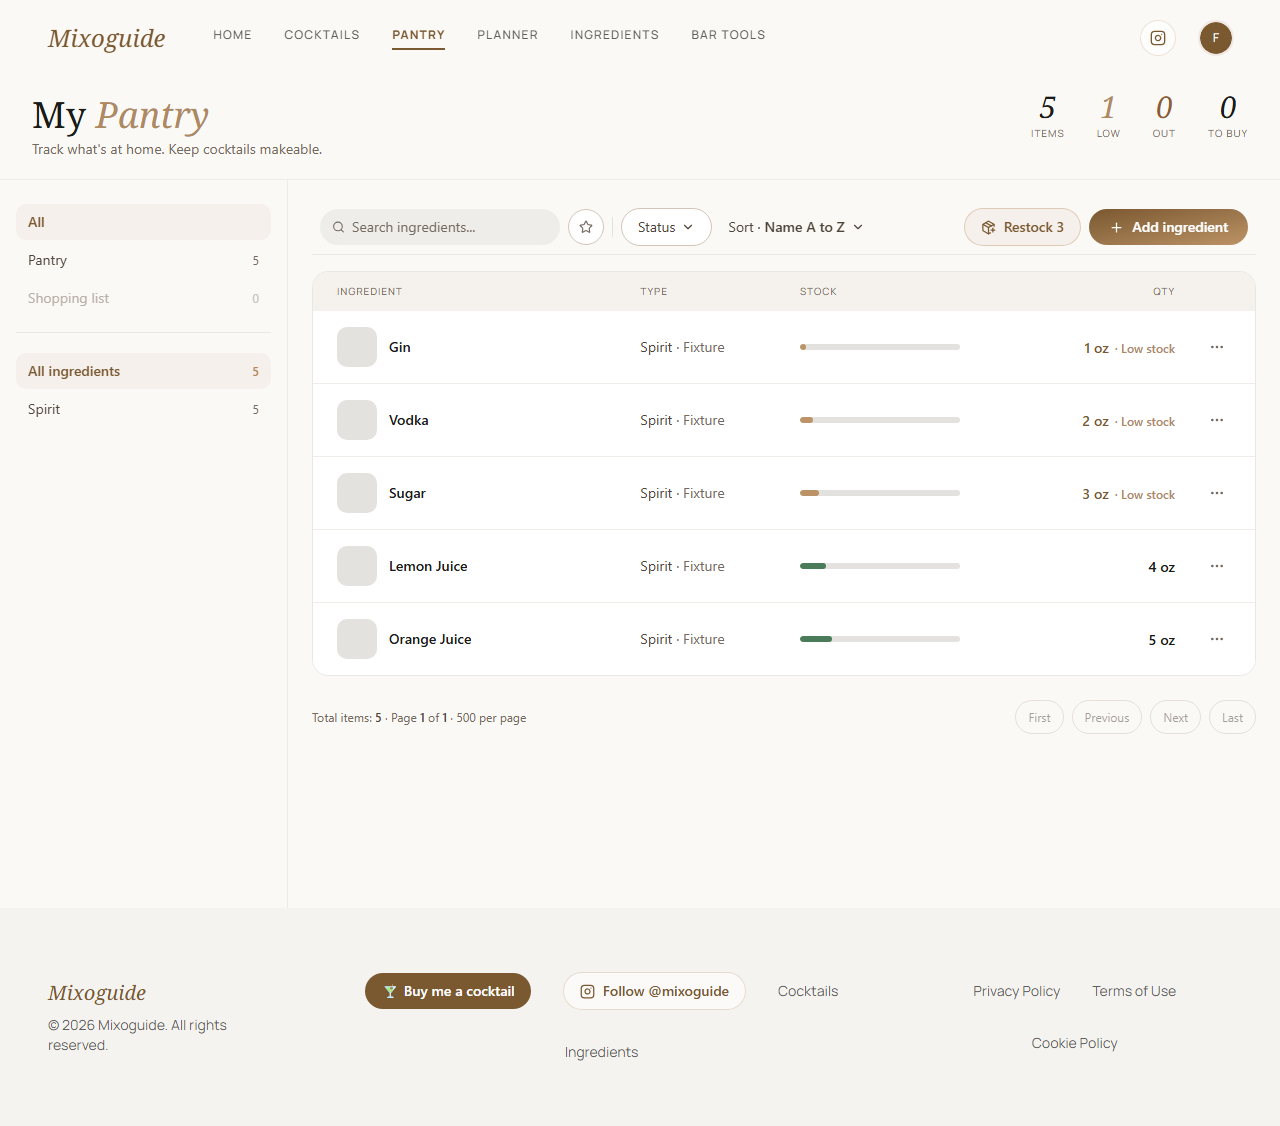 Mixoguide
HOME COCKTAILS PANTRY PLANNER INGREDIENTS BAR TOOLS
F
My Pantry
Track what's at home. Keep cocktails makeable.
5 1 0 0
ITEMS LOW OUT TO BUY
All
Pantry 5
Shopping list 0
All ingredients 5
Spirit 5
Search ingredients...
Status
Sort · Name A to Z
Restock 3
Add ingredient
INGREDIENT TYPE STOCK QTY
Gin Spirit · Fixture 1 oz · Low stock
Vodka Spirit · Fixture 2 oz · Low stock
Sugar Spirit · Fixture 3 oz · Low stock
Lemon Juice Spirit · Fixture 4 oz
Orange Juice Spirit · Fixture 5 oz
Total items: 5 · Page 1 of 1 · 500 per page
First Previous Next Last
Mixoguide
© 2026 Mixoguide. All rights
reserved.
Buy me a cocktail
Follow @mixoguide
Cocktails
Ingredients
Privacy Policy Terms of Use
Cookie Policy